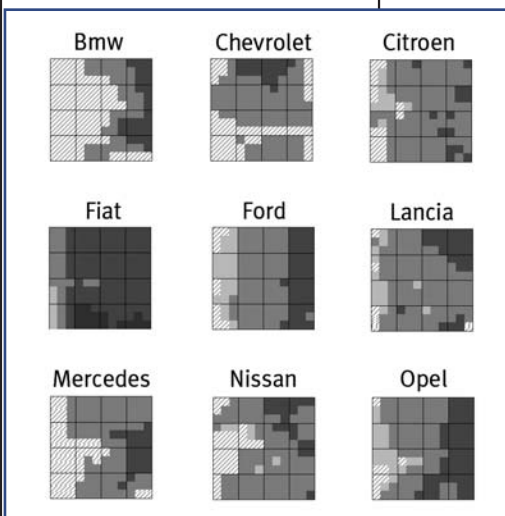 Bmw Chevrolet Citroen
Fiat Ford Lancia
Mercedes Nissan Opel